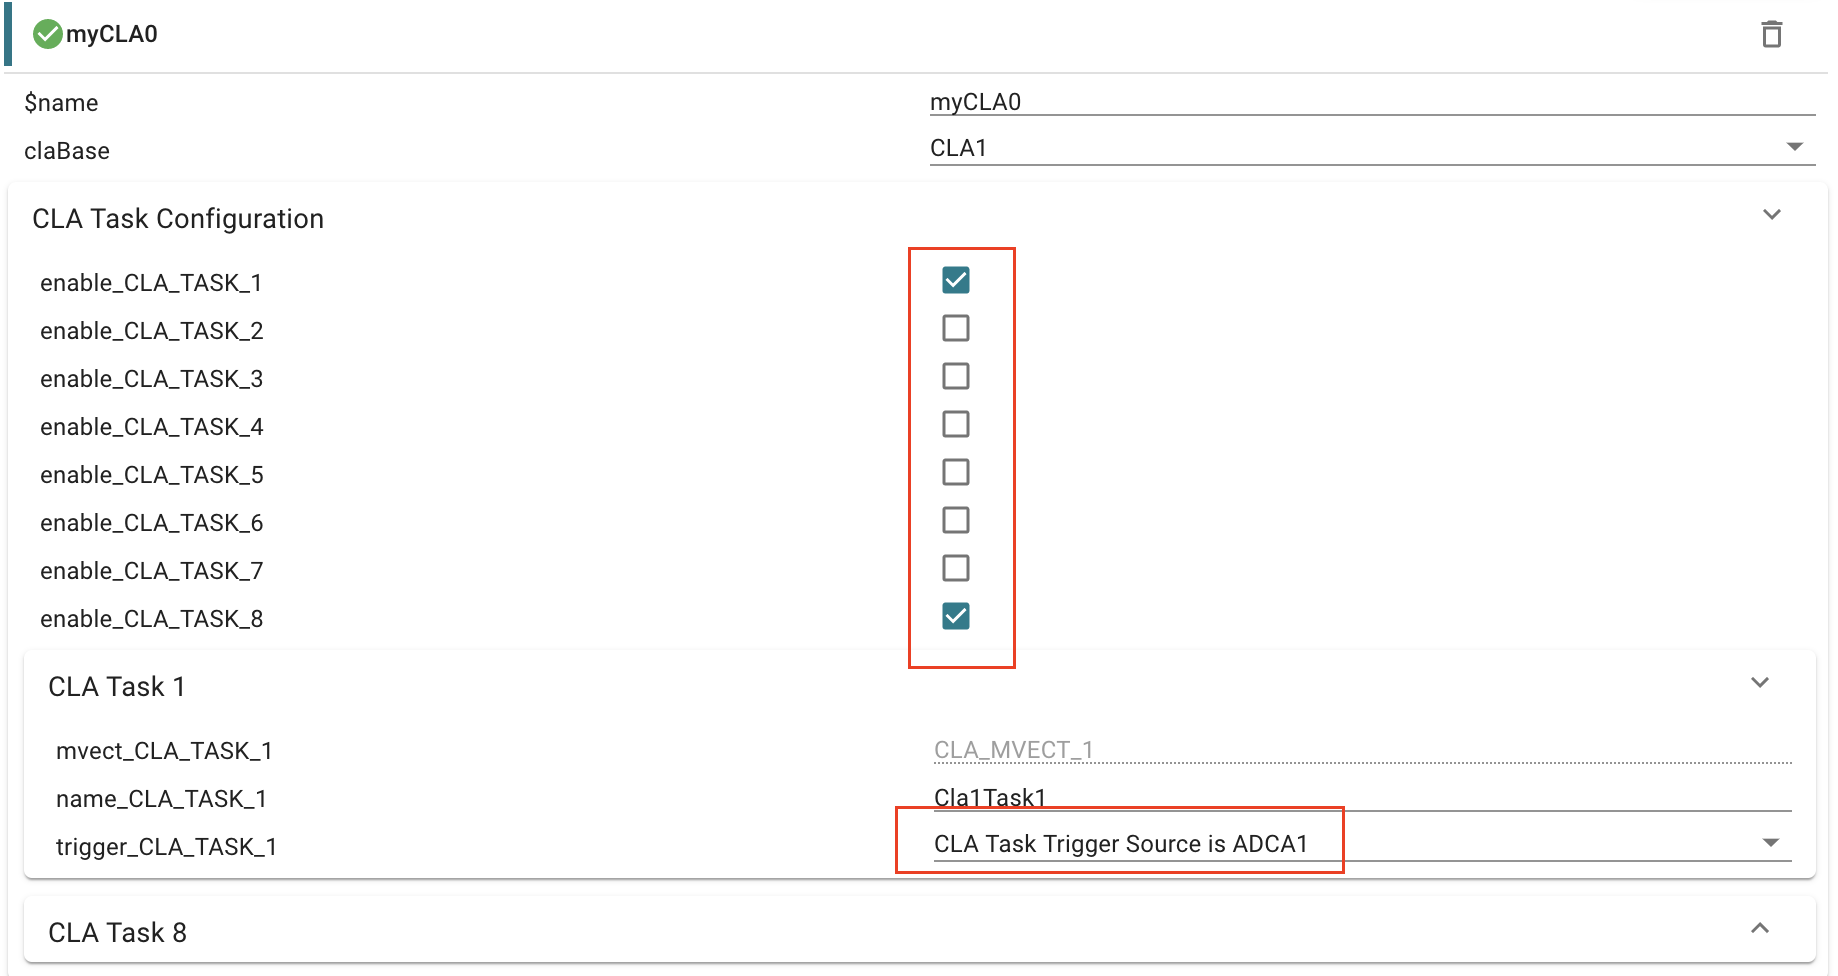 myCLA0
$name myCLA0
claBase CLA1
CLA Task Configuration
enable_CLA_TASK_1
enable_CLA_TASK_2
enable_CLA_TASK_3
enable_CLA_TASK_4
enable_CLA_TASK_5
enable_CLA_TASK_6
enable_CLA_TASK_7
enable_CLA_TASK_8
CLA Task 1
mvect_CLA_TASK_1 CLA_MVECT_1
name_CLA_TASK_1 Cla1Task1
trigger_CLA_TASK_1 CLA Task Trigger Source is ADCA1
CLA Task 8